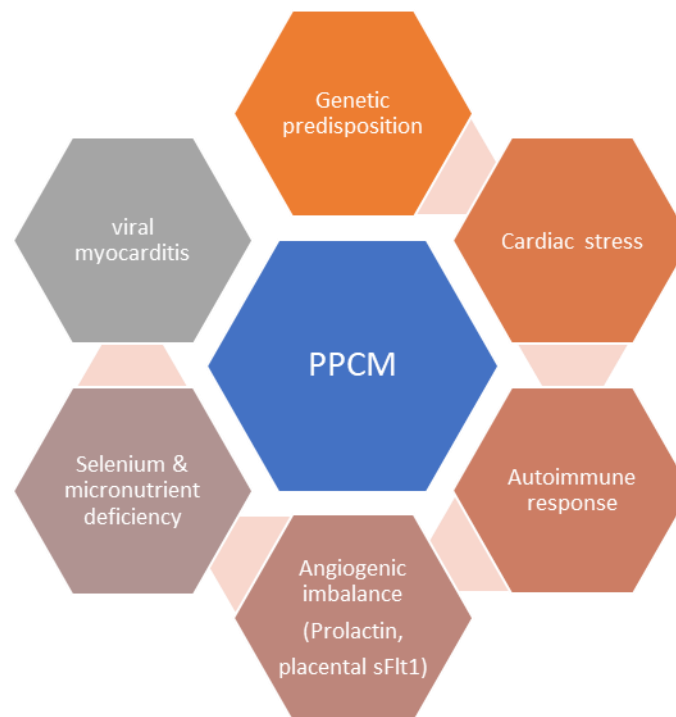 Genetic
predisposition
Cardiac stress
Autoimmune
response
Angiogenic
imbalance
(Prolactin,
placental sFlt1)
Selenium &
micronutrient
deficiency
viral
myocarditis
PPCM